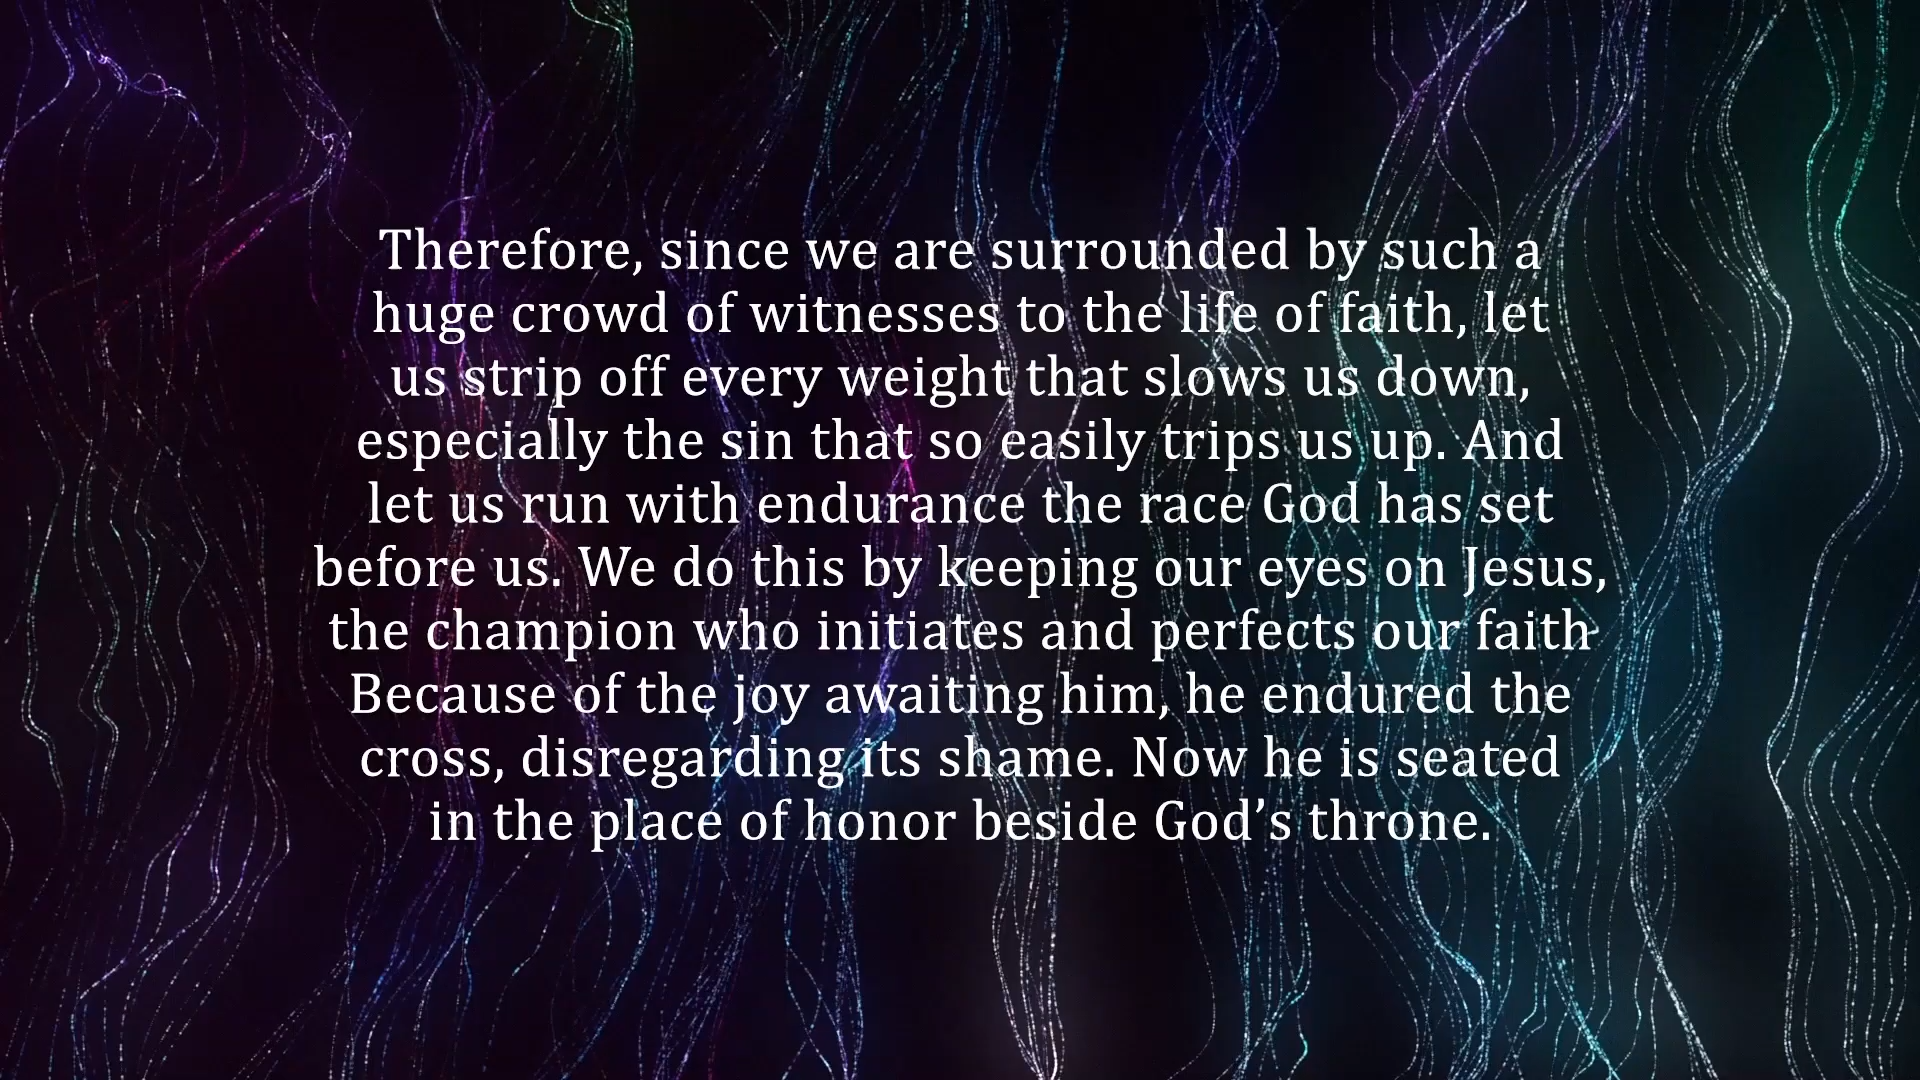 Therefore, since we are surrounded by such a
huge crowd of witnesses to the life of faith, let
us strip off every weight that slows us down,
especially the sin that so easily trips us up. And
let us run with endurance the race God has set
before us. We do this by keeping our eyes on Jesus,
the champion who initiates and perfects our faith
Because of the joy awaiting him, he endured the
cross, disregarding its shame. Now he is seated
in the place of honor beside God’s throne.